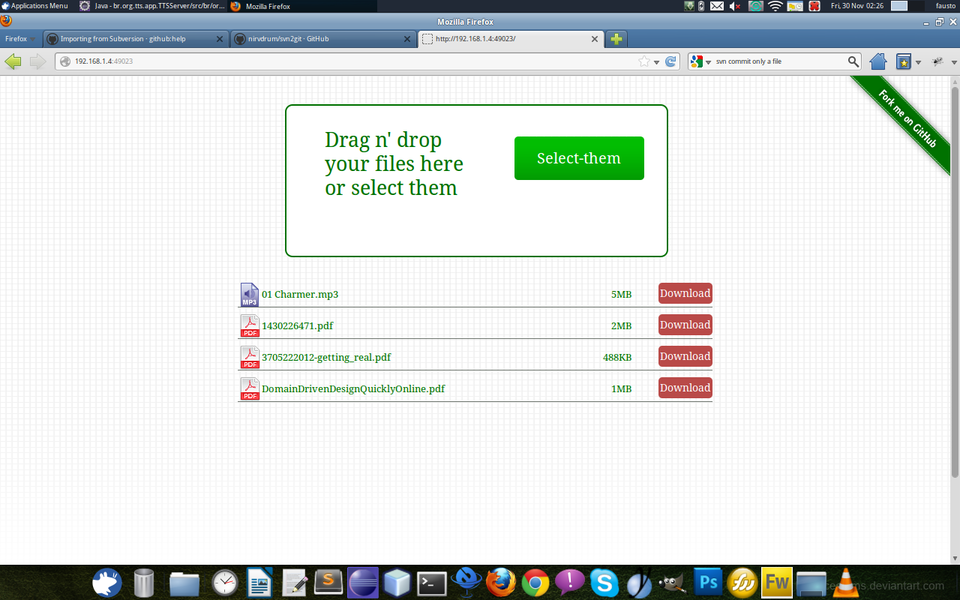 Applications Menu Java - br.org.tts.app.TTSServer/src/br/or... Mozilla Firefox Fri, 30 Nov 02:26 fausto
Mozilla Firefox
Firefox Importing from Subversion · github:help nirvdrum/svn2git · GitHub http://192.168.1.4:49023/
192.168.1.4:49023 svn commit only a file
Fork me on GitHub
Drag n' drop
your files here
or select them
Select-them
MP3 01 Charmer.mp3 5MB Download
PDF 1430226471.pdf 2MB Download
PDF 3705222012-getting_real.pdf 488KB Download
PDF DomainDrivenDesignQuicklyOnline.pdf 1MB Download
Ps Fw .deviantart.com